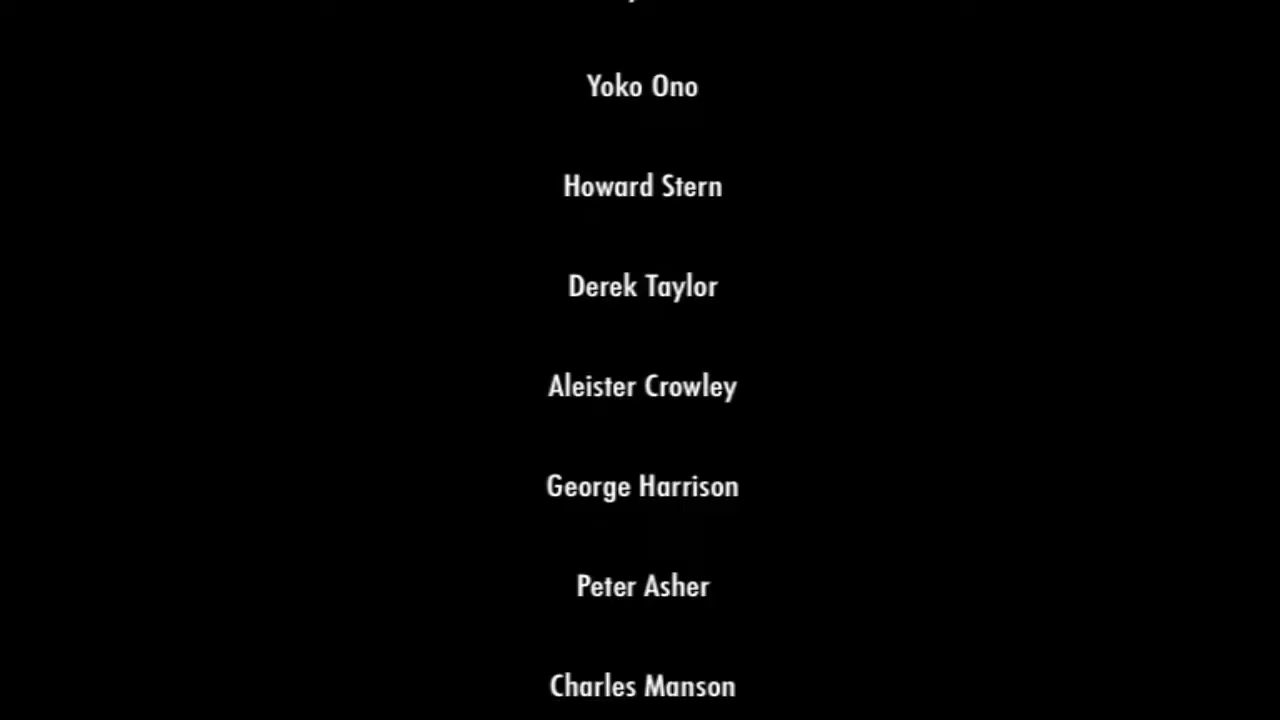 Yoko Ono
Howard Stern
Derek Taylor
Aleister Crowley
George Harrison
Peter Asher
Charles Manson